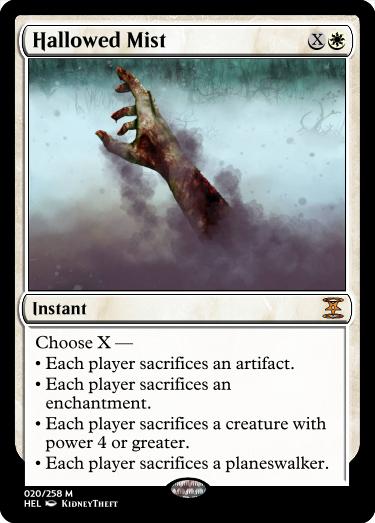 Hallowed Mist X
Instant
Choose X —
• Each player sacrifices an artifact.
• Each player sacrifices an
enchantment.
• Each player sacrifices a creature with
power 4 or greater.
• Each player sacrifices a planeswalker.
020/258 M
HEL KidneyTheft